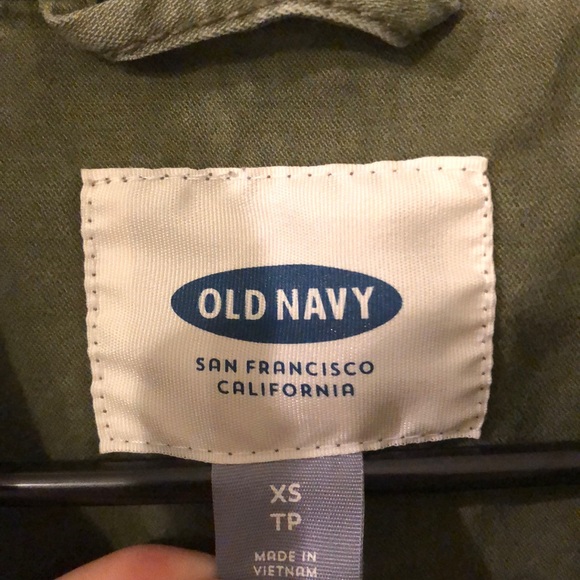 OLD NAVY
SAN FRANCISCO
CALIFORNIA
XS
TP
MADE IN
VIETNAM